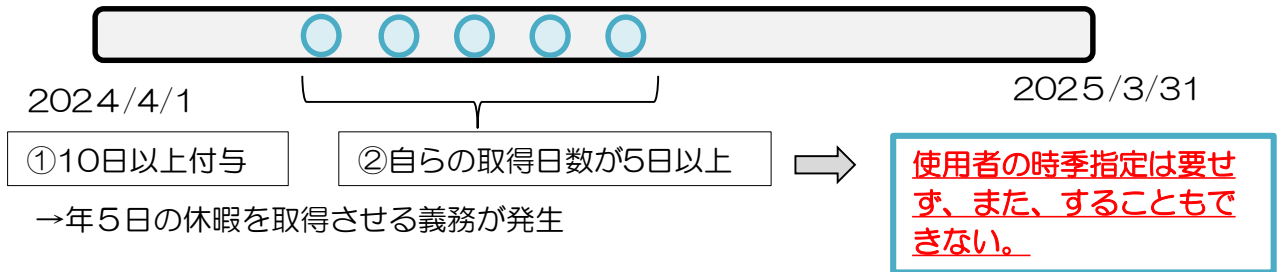 2024/4/1
2025/3/31
①10日以上付与
②自らの取得日数が5日以上
使用者の時季指定は要せ
ず、また、することもで
きない。
→年５日の休暇を取得させる義務が発生